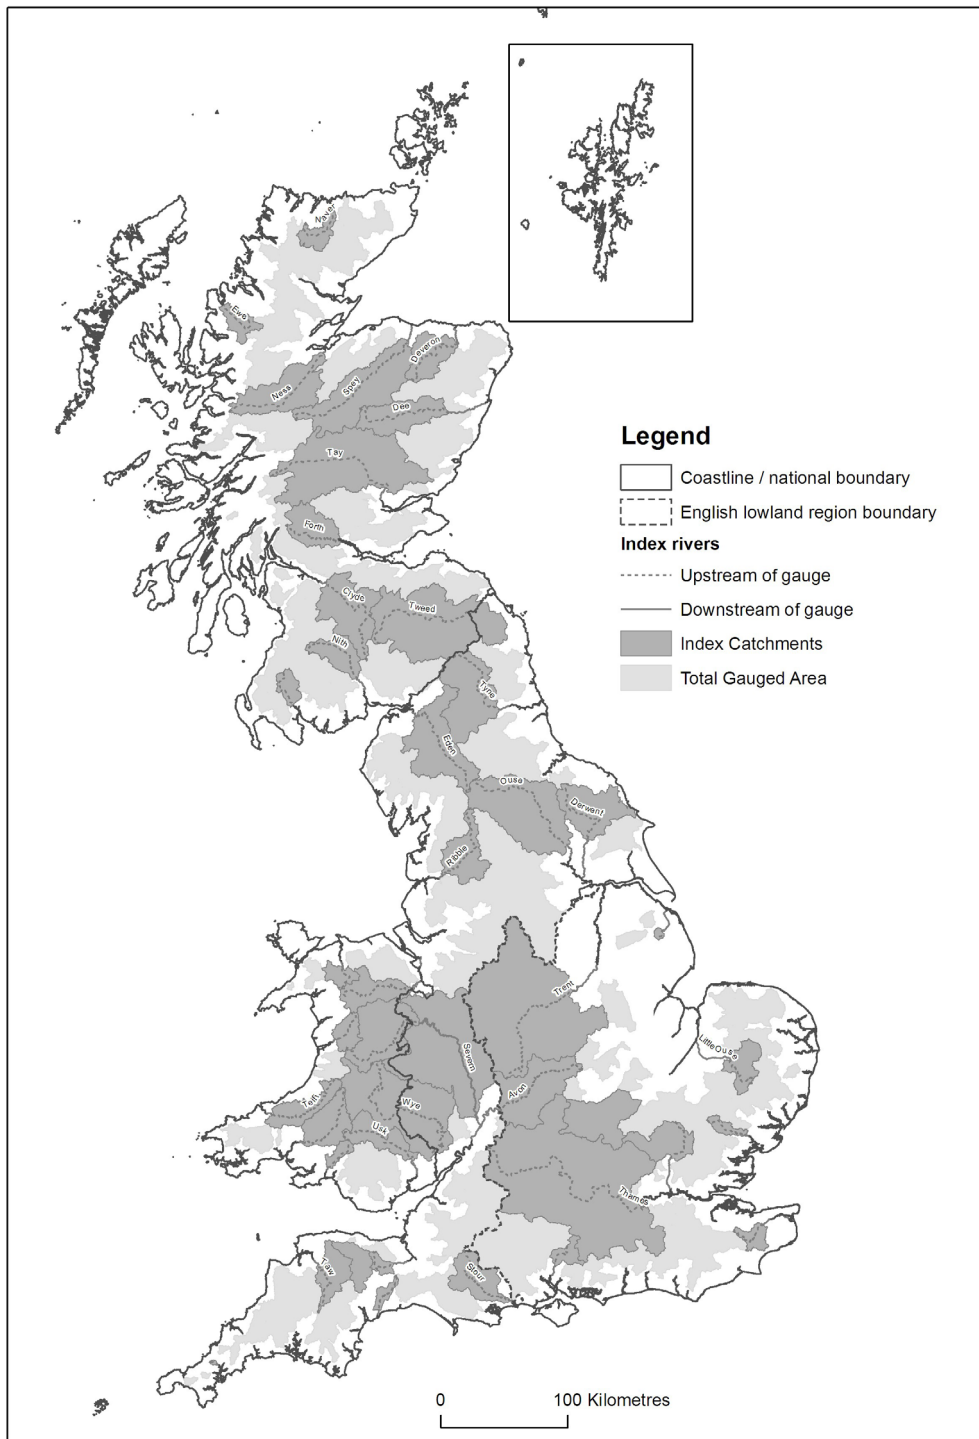 Naver
Ewe
Deveron
Ness
Spey
Dee
Tay
Forth
Clyde
Tweed
Nith
Tyne
Eden
Ouse
Derwent
Ribble
Trent
LittleOuse
Severn
Avon
Teifi
Wye
Usk
Thames
Taw
Stour
Legend
Coastline / national boundary
English lowland region boundary
Index rivers
Upstream of gauge
Downstream of gauge
Index Catchments
Total Gauged Area
0 100 Kilometres